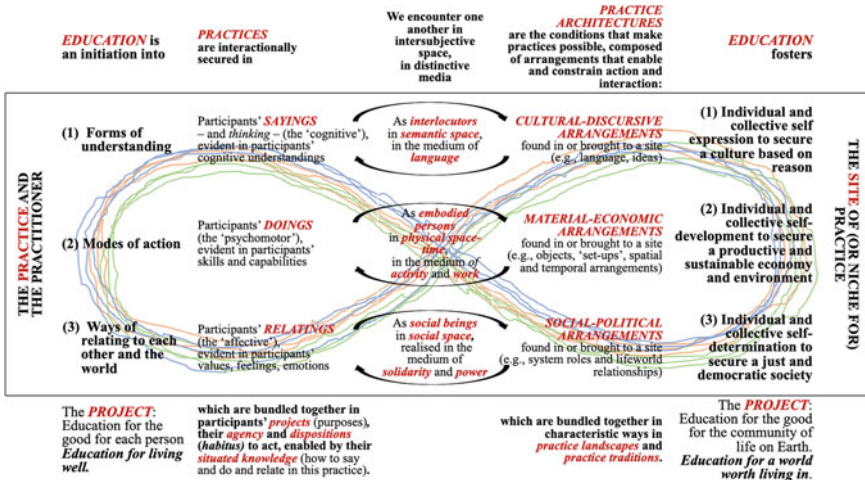 EDUCATION is
an initiation into
PRACTICES
are interactionally
secured in
We encounter one
another in
intersubjective
space,
in distinctive
media
PRACTICE
ARCHITECTURES
are the conditions that make
practices possible, composed
of arrangements that enable
and constrain action and
interaction:
EDUCATION
fosters
THE PRACTICE AND
THE PRACTITIONER
(1) Forms of
understanding
Participants' SAYINGS
– and thinking – (the 'cognitive'),
evident in participants'
cognitive understandings
As interlocutors
in semantic space,
in the medium of
language
CULTURAL-DISCURSIVE
ARRANGEMENTS
found in or brought to a site
(e.g., language, ideas)
(1) Individual and
collective self
expression to secure
a culture based on
reason
(2) Modes of action
Participants' DOINGS
(the 'psychomotor'),
evident in participants'
skills and capabilities
As embodied
persons
in physical space-
time,
in the medium of
activity and work
MATERIAL-ECONOMIC
ARRANGEMENTS
found in or brought to a site
(e.g., objects, 'set-ups', spatial
and temporal arrangements)
(2) Individual and
collective self-
development to secure
a productive and
sustainable economy
and environment
(3) Ways of
relating to each
other and the
world
Participants' RELATINGS
(the 'affective'),
evident in participants'
values, feelings, emotions
As social beings
in social space,
realised in the
medium of
solidarity and power
SOCIAL-POLITICAL
ARRANGEMENTS
found in or brought to a site
(e.g., system roles and lifeworld
relationships)
(3) Individual and
collective self-
determination to
secure a just and
democratic society
THE SITE OF (OR NICHE FOR)
PRACTICE
The PROJECT:
Education for the
good for each person
Education for living
well.
which are bundled together in
participants' projects (purposes),
their agency and dispositions
(habitus) to act, enabled by their
situated knowledge (how to say
and do and relate in this practice).
which are bundled together in
characteristic ways in
practice landscapes and
practice traditions.
The PROJECT:
Education for the good
for the community of
life on Earth.
Education for a world
worth living in.